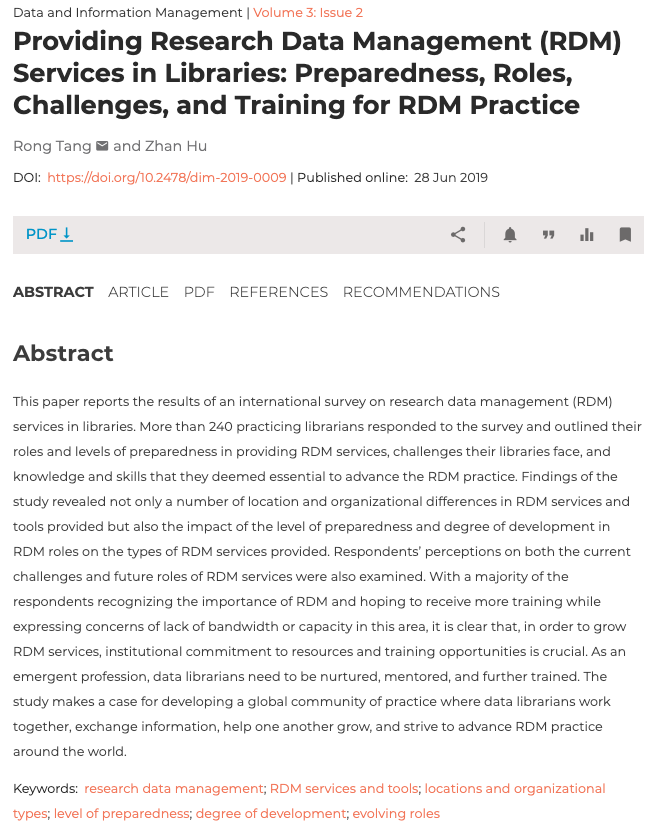 Data and Information Management | Volume 3: Issue 2
Providing Research Data Management (RDM)
Services in Libraries: Preparedness, Roles,
Challenges, and Training for RDM Practice
Rong Tang and Zhan Hu
DOI: https://doi.org/10.2478/dim-2019-0009 | Published online: 28 Jun 2019
PDF
ABSTRACT ARTICLE PDF REFERENCES RECOMMENDATIONS
Abstract
This paper reports the results of an international survey on research data management (RDM)
services in libraries. More than 240 practicing librarians responded to the survey and outlined their
roles and levels of preparedness in providing RDM services, challenges their libraries face, and
knowledge and skills that they deemed essential to advance the RDM practice. Findings of the
study revealed not only a number of location and organizational differences in RDM services and
tools provided but also the impact of the level of preparedness and degree of development in
RDM roles on the types of RDM services provided. Respondents’ perceptions on both the current
challenges and future roles of RDM services were also examined. With a majority of the
respondents recognizing the importance of RDM and hoping to receive more training while
expressing concerns of lack of bandwidth or capacity in this area, it is clear that, in order to grow
RDM services, institutional commitment to resources and training opportunities is crucial. As an
emergent profession, data librarians need to be nurtured, mentored, and further trained. The
study makes a case for developing a global community of practice where data librarians work
together, exchange information, help one another grow, and strive to advance RDM practice
around the world.
Keywords: research data management; RDM services and tools; locations and organizational
types; level of preparedness; degree of development; evolving roles